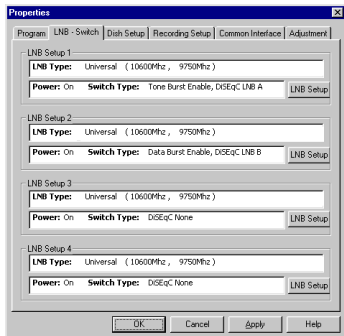 Properties
Program LNB - Switch Dish Setup Recording Setup Common Interface Adjustment
LNB Setup 1
LNB Type: Universal (10600Mhz, 9750Mhz)
Power: On Switch Type: Tone Burst Enable, DiSEqC LNB A LNB Setup
LNB Setup 2
LNB Type: Universal (10600Mhz, 9750Mhz)
Power: On Switch Type: Data Burst Enable, DiSEqC LNB B LNB Setup
LNB Setup 3
LNB Type: Universal (10600Mhz, 9750Mhz)
Power: On Switch Type: DiSEqC None LNB Setup
LNB Setup 4
LNB Type: Universal (10600Mhz, 9750Mhz)
Power: On Switch Type: DiSEqC None LNB Setup
OK Cancel Apply Help